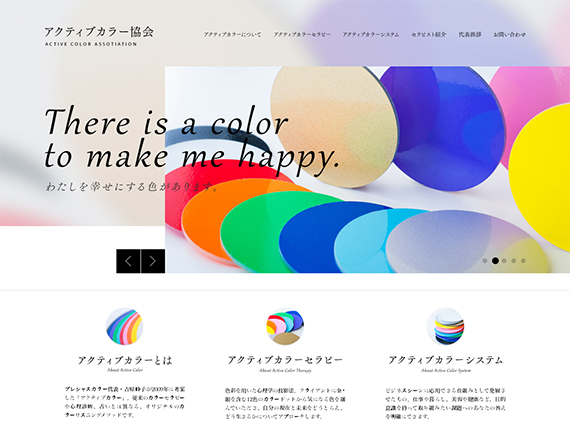 アクティブカラー協会
ACTIVE COLOR ASSOTIATION
アクティブカラーについて アクティブカラーセラピー アクティブカラーシステム セラピスト紹介 代表挨拶 お問い合わせ
There is a color
to make me happy.
わたしを幸せにする色があります。
アクティブカラーとは
About Active Color
プレシャスカラー代表・吉原峰子が2009年に考案
した「アクティブカラー」。従来のカラーセラピー
や心理診断、占いとは異なる、オリジナルのカ
ラーリスニングメソッドです。
アクティブカラーセラピー
About Active Color Therapy
色彩を用いた心理学の技術法。クライアントに金・
銀を含む12色のカラードットから気になる色を選
んでいただき、自分の現在と未来をどうとらえ、
どう生きるかについてアプローチします。
アクティブカラーシステム
About Active Color System
ビジネスシーンに応用できる仕組みとして発展さ
せたもの。仕事や暮らし、美容や健康など、目的
意識を持って取り組みたい課題へのあなたの答え
を明確にできます。